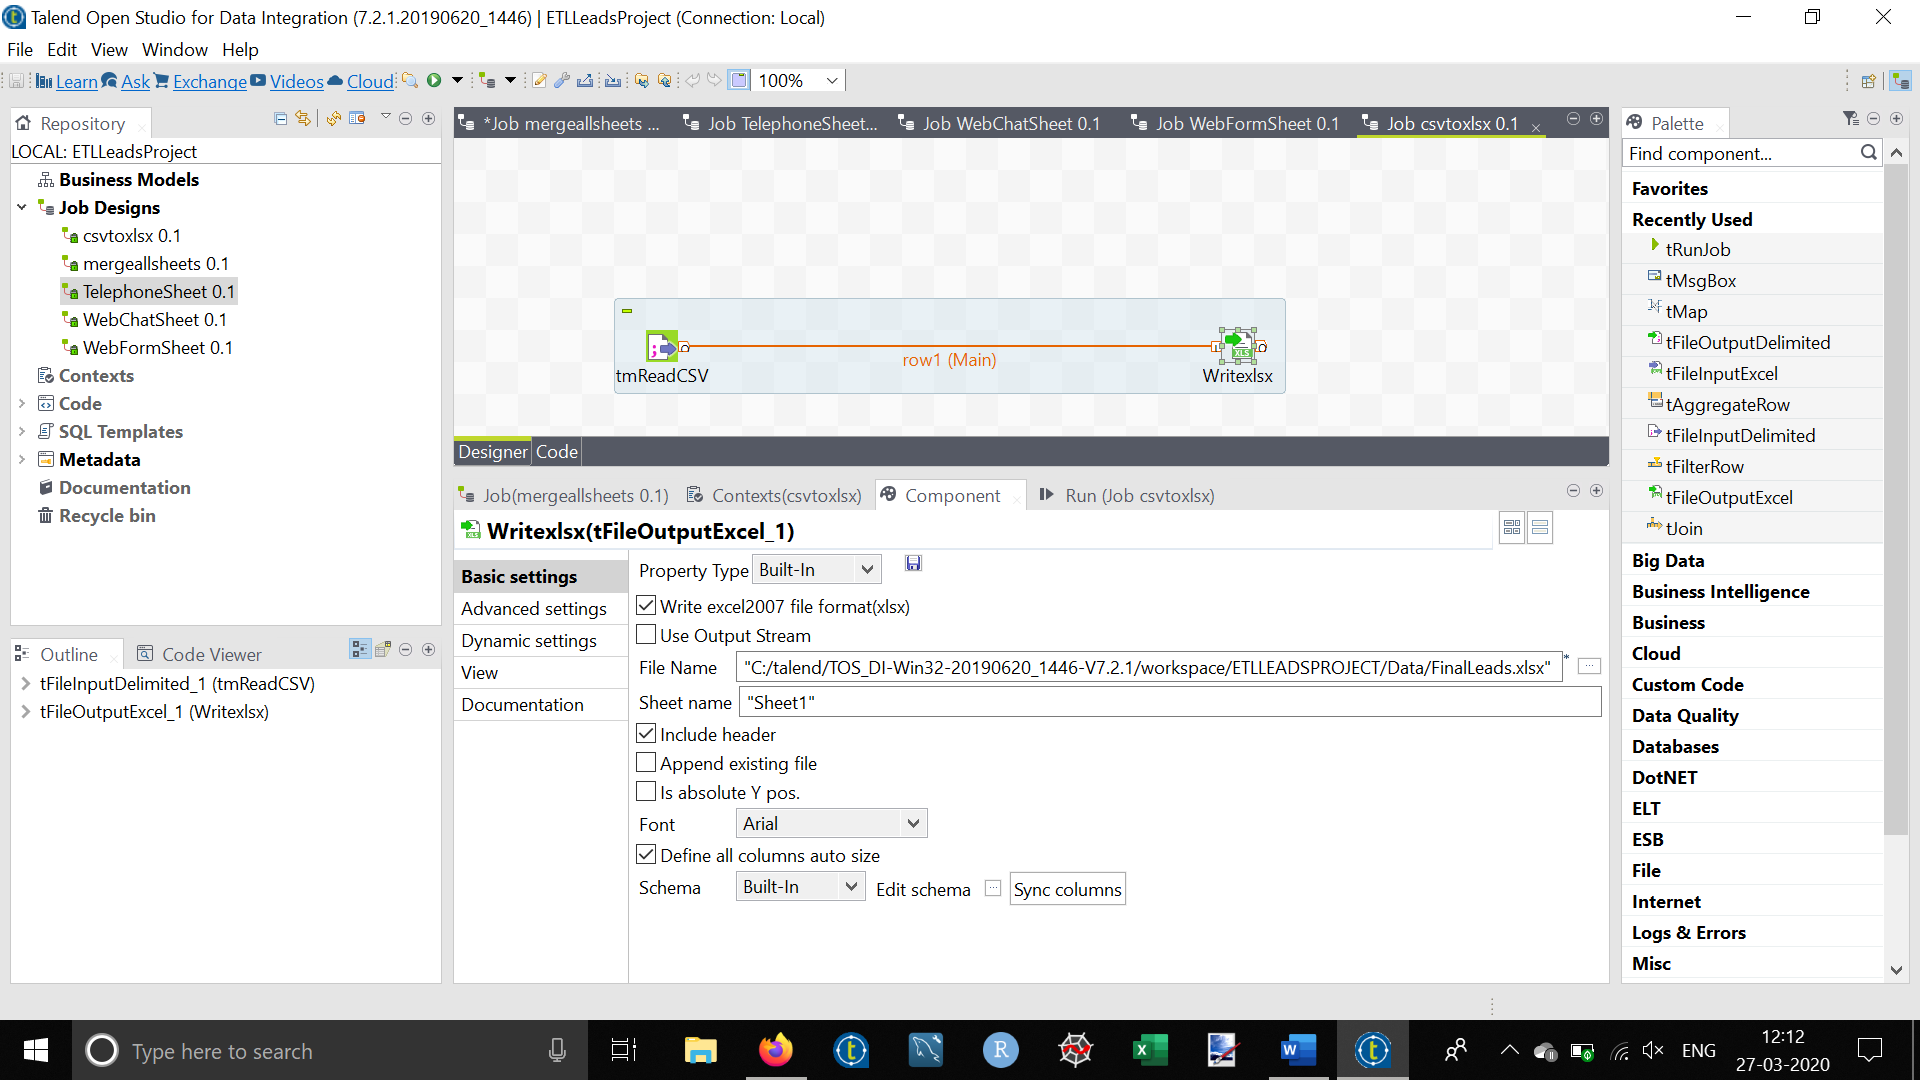 Talend Open Studio for Data Integration (7.2.1.20190620_1446) | ETLLeadsProject (Connection: Local)
File Edit View Window Help
Learn Ask Exchange Videos Cloud 100%
Repository
LOCAL: ETLLeadsProject
Business Models
Job Designs
csvtoxlsx 0.1
mergeallsheets 0.1
TelephoneSheet 0.1
WebChatSheet 0.1
WebFormSheet 0.1
Contexts
Code
SQL Templates
Metadata
Documentation
Recycle bin
Outline Code Viewer
tFileInputDelimited_1 (tmReadCSV)
tFileOutputExcel_1 (Writexlsx)
*Job mergeallsheets ... Job TelephoneSheet... Job WebChatSheet 0.1 Job WebFormSheet 0.1 Job csvtoxlsx 0.1
row1 (Main)
tmReadCSV
Writexlsx
XLS
Designer Code
Job(mergeallsheets 0.1) Contexts(csvtoxlsx) Component Run (Job csvtoxlsx)
Writexlsx(tFileOutputExcel_1)
Basic settings
Advanced settings
Dynamic settings
View
Documentation
Property Type Built-In
Write excel2007 file format(xlsx)
Use Output Stream
File Name "C:/talend/TOS_DI-Win32-20190620_1446-V7.2.1/workspace/ETLLEADSPROJECT/Data/FinalLeads.xlsx" * ...
Sheet name "Sheet1"
Include header
Append existing file
Is absolute Y pos.
Font Arial
Define all columns auto size
Schema Built-In Edit schema ... Sync columns
Palette
Find component...
Favorites
Recently Used
tRunJob
tMsgBox
tMap
tFileOutputDelimited
tFileInputExcel
tAggregateRow
tFileInputDelimited
tFilterRow
tFileOutputExcel
tJoin
Big Data
Business Intelligence
Business
Cloud
Custom Code
Data Quality
Databases
DotNET
ELT
ESB
File
Internet
Logs & Errors
Misc
Type here to search
ENG
12:12
27-03-2020